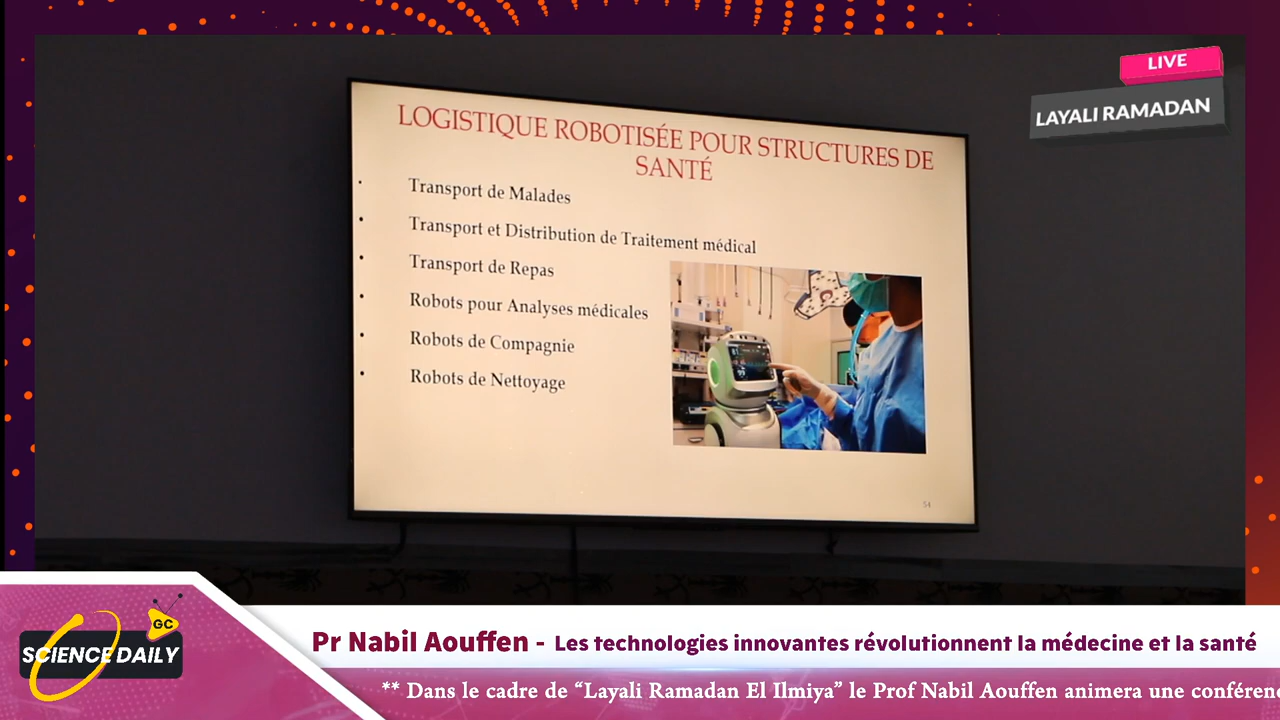 LIVE
LAYALI RAMADAN
LOGISTIQUE ROBOTISÉE POUR STRUCTURES DE
SANTÉ
• Transport de Malades
• Transport et Distribution de Traitement médical
• Transport de Repas
• Robots pour Analyses médicales
• Robots de Compagnie
• Robots de Nettoyage
54
GC
SCIENCE DAILY
Pr Nabil Aouffen - Les technologies innovantes révolutionnent la médecine et la santé
** Dans le cadre de “Layali Ramadan El Ilmiya” le Prof Nabil Aouffen animera une conféren